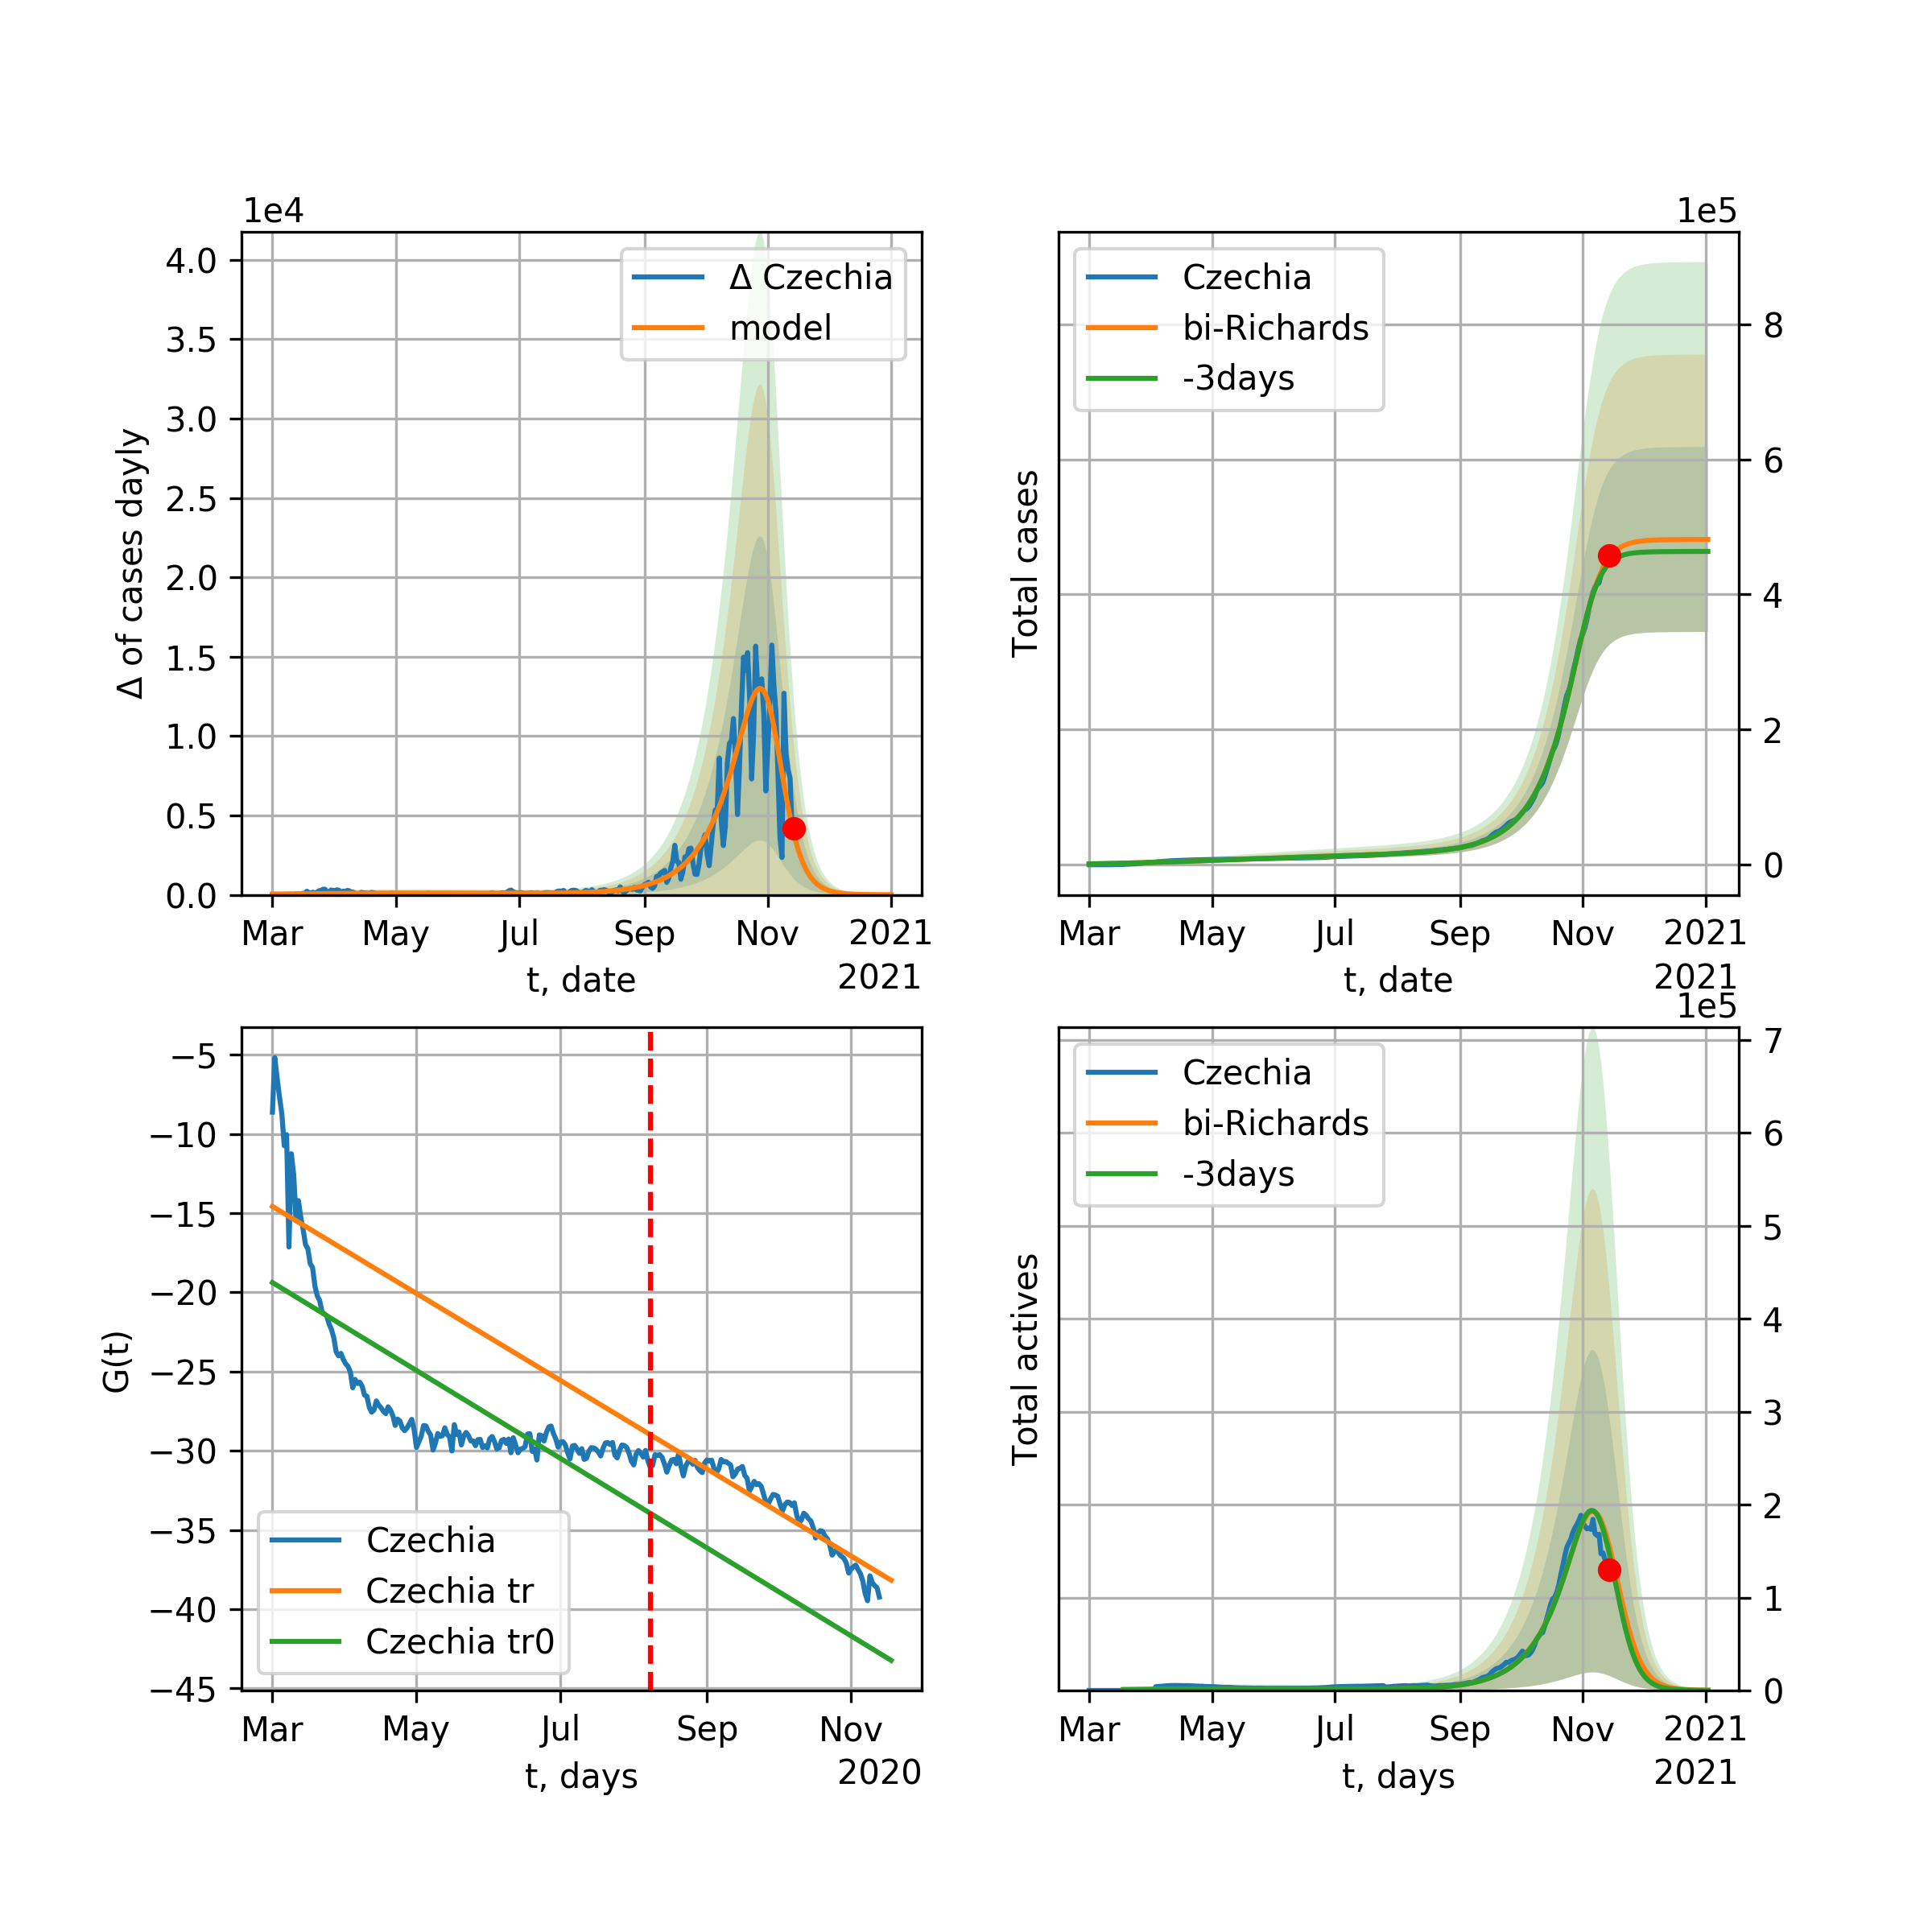 1e4
Δ of cases dayly
4.0
3.5
3.0
2.5
2.0
1.5
1.0
0.5
0.0
Δ Czechia
model
Mar May Jul Sep Nov 2021
t, date 2021
1e5
Total cases
Czechia
bi-Richards
-3days
8
6
4
2
0
Mar May Jul Sep Nov 2021
t, date 2021
G(t)
−5
−10
−15
−20
−25
−30
−35
−40
−45
Czechia
Czechia tr
Czechia tr0
Mar May Jul Sep Nov
2020
t, days
1e5
Total actives
Czechia
bi-Richards
-3days
7
6
5
4
3
2
1
0
Mar May Jul Sep Nov 2021
2021
t, days